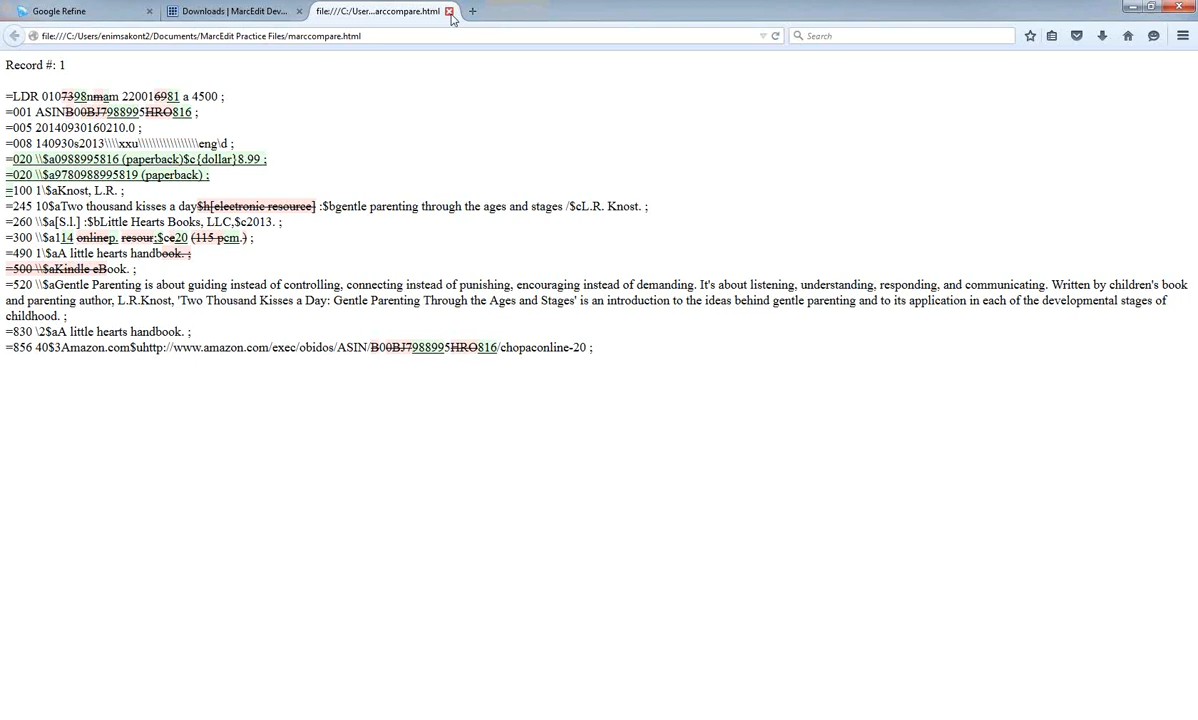 Google Refine
Downloads | MarcEdit Dev...
file:///C:/User...arccompare.html
file:///C:/Users/enimsakont2/Documents/MarcEdit Practice Files/marccompare.html
Search
Record #: 1
=LDR 0107398nmam 220016981 a 4500 ;
=001 ASINB00BJ7988995HRO816 ;
=005 20140930160210.0 ;
=008 140930s2013\\\\xxu\\\\\\\\\\\\\\\\\eng\d ;
=020 \\$a0988995816 (paperback)$c{dollar}8.99 ;
=020 \\$a9780988995819 (paperback) ;
=100 1\$aKnost, L.R. ;
=245 10$aTwo thousand kisses a day$h[electronic resource] :$bgentle parenting through the ages and stages /$cL.R. Knost. ;
=260 \\$a[S.l.] :$bLittle Hearts Books, LLC,$c2013. ;
=300 \\$a114 onlinep. resour;$ce20 (115 pcm.) ;
=490 1\$aA little hearts handbook. ;
=500 \\$aKindle eBook. ;
=520 \\$aGentle Parenting is about guiding instead of controlling, connecting instead of punishing, encouraging instead of demanding. It's about listening, understanding, responding, and communicating. Written by children's book
and parenting author, L.R.Knost, 'Two Thousand Kisses a Day: Gentle Parenting Through the Ages and Stages' is an introduction to the ideas behind gentle parenting and to its application in each of the developmental stages of
childhood. ;
=830 \2$aA little hearts handbook. ;
=856 40$3Amazon.com$uhttp://www.amazon.com/exec/obidos/ASIN/B00BJ7988995HRO816/chopaconline-20 ;